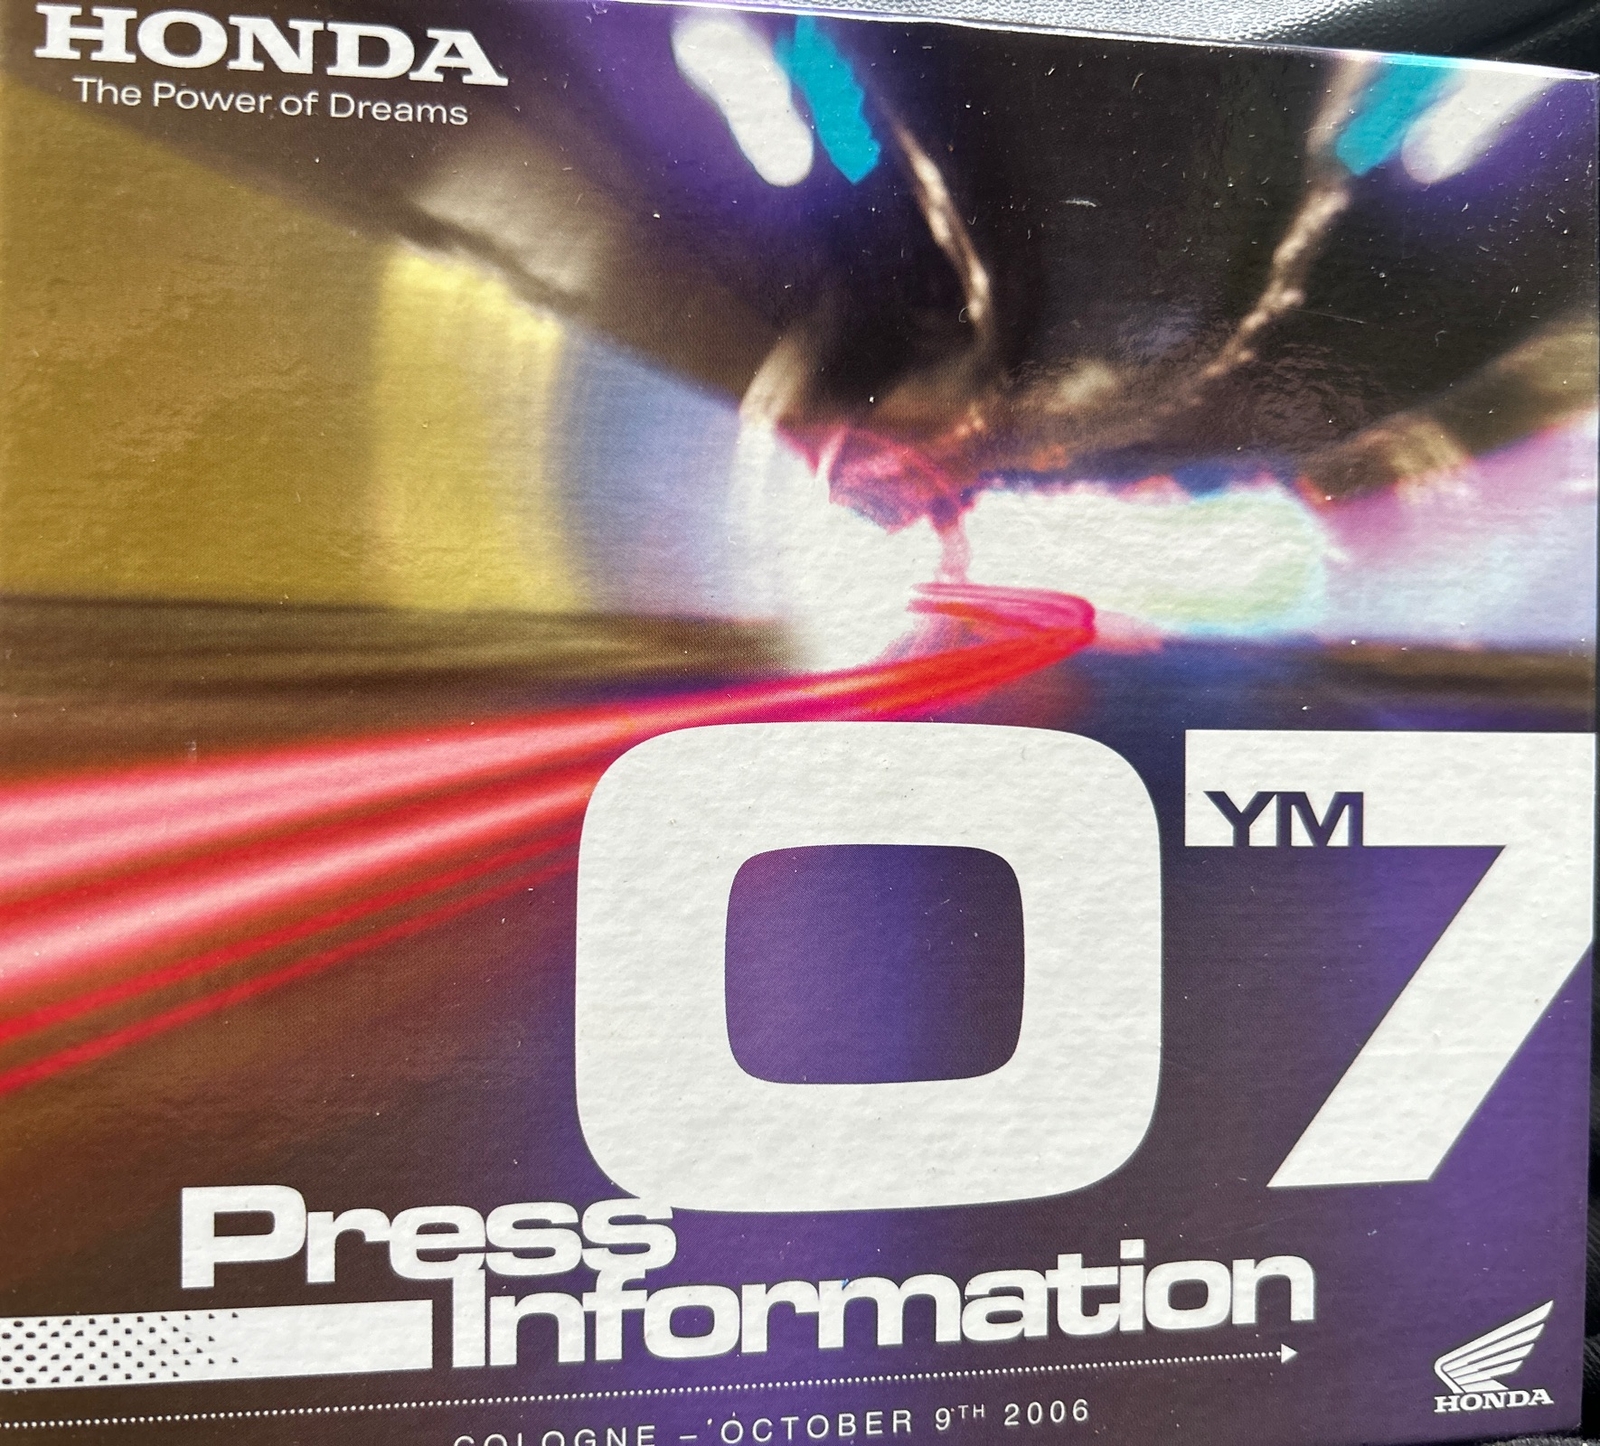 HONDA
The Power of Dreams
07
YM
Press
Information
COLOGNE – OCTOBER 9TH 2006
HONDA